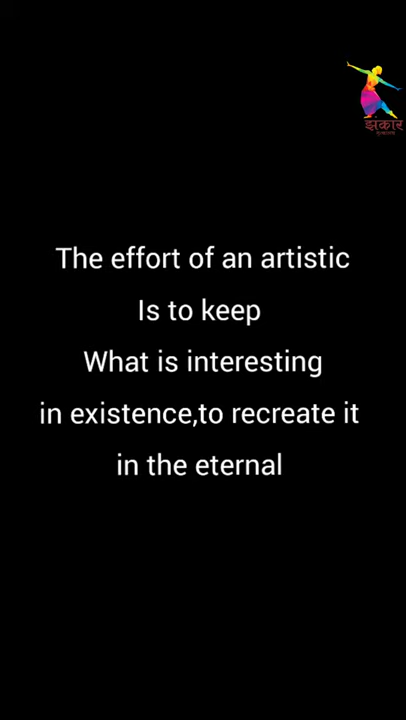 झंकार
The effort of an artistic
Is to keep
What is interesting
in existence,to recreate it
in the eternal